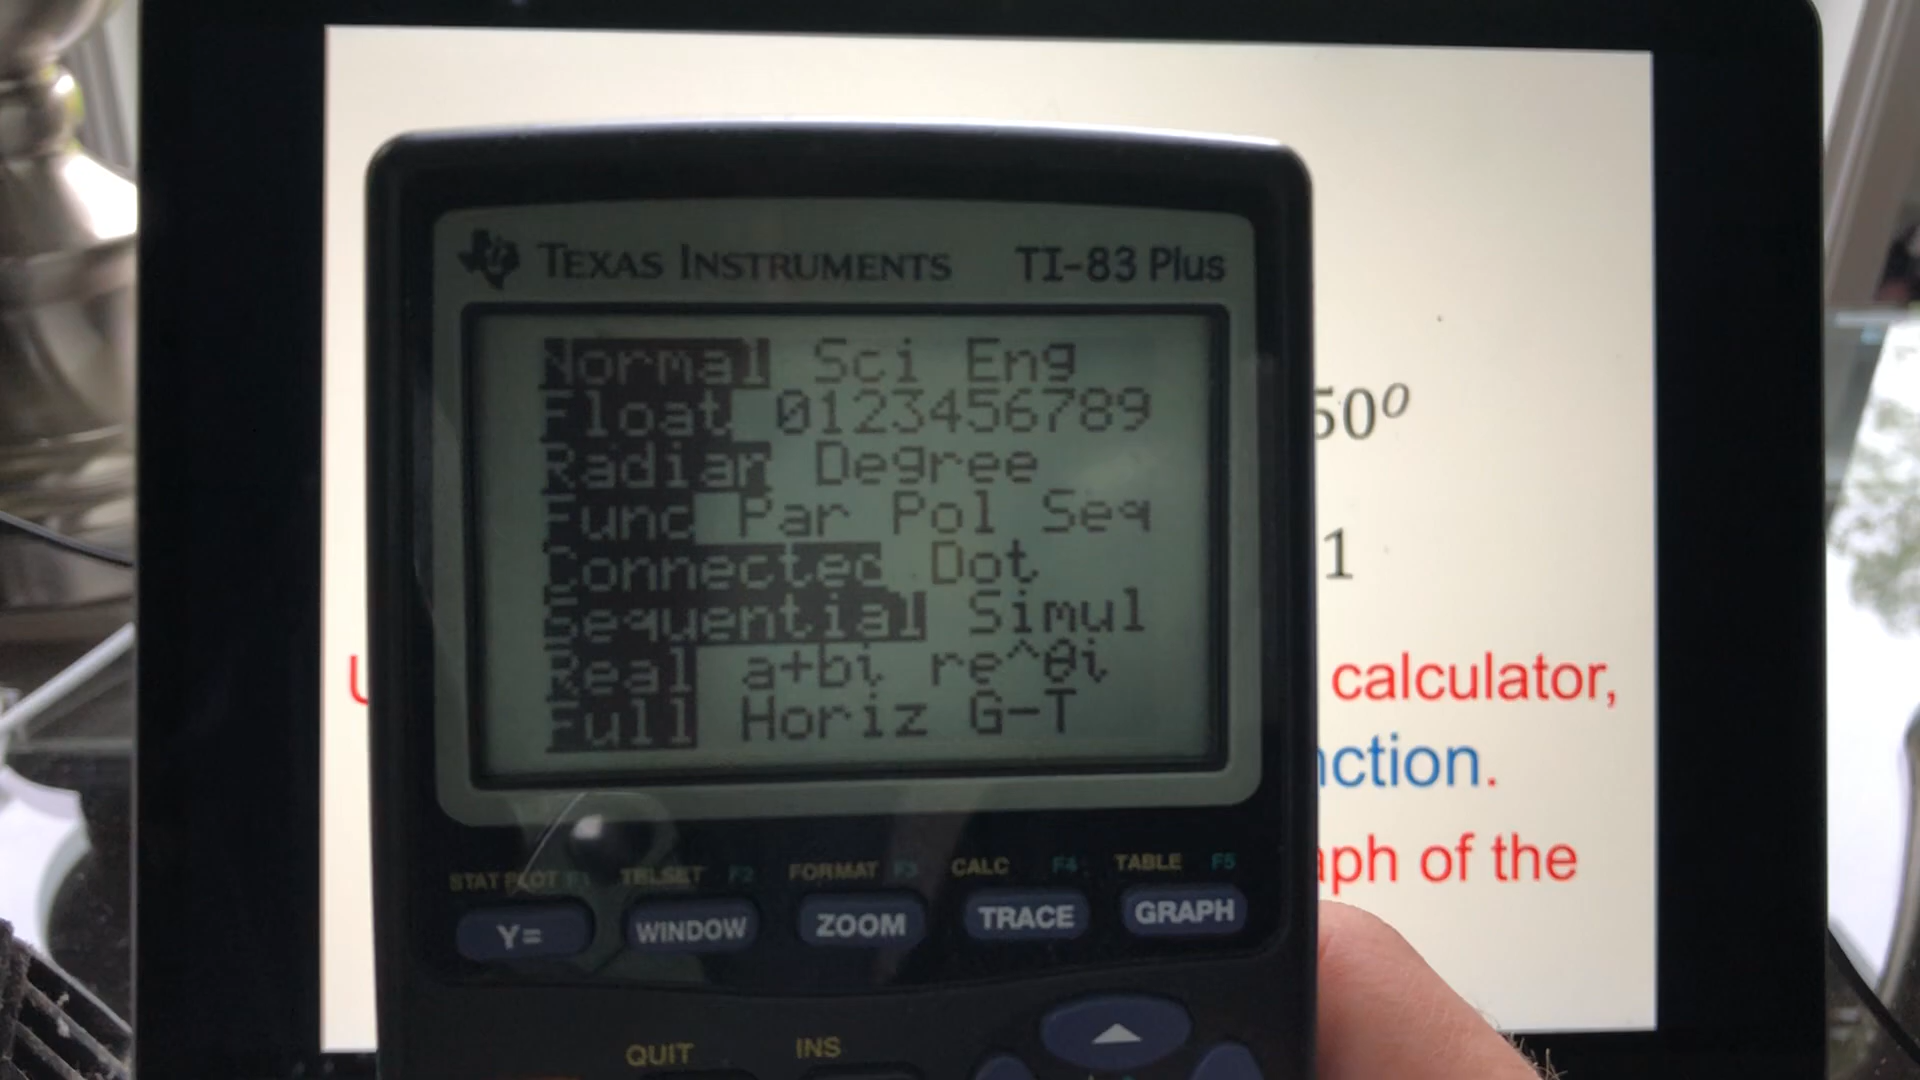 TEXAS INSTRUMENTS TI-83 Plus
Normal Sci Eng
Float 0123456789
Radian Degree
Func Par Pol Seq
Connected Dot
Sequential Simul
Real a+bi re^θi
Full Horiz G-T
50º
1
calculator,
nction.
aph of the
STAT PLOT F1 TBLSET F2 FORMAT F3 CALC F4 TABLE F5
Y= WINDOW ZOOM TRACE GRAPH
QUIT INS